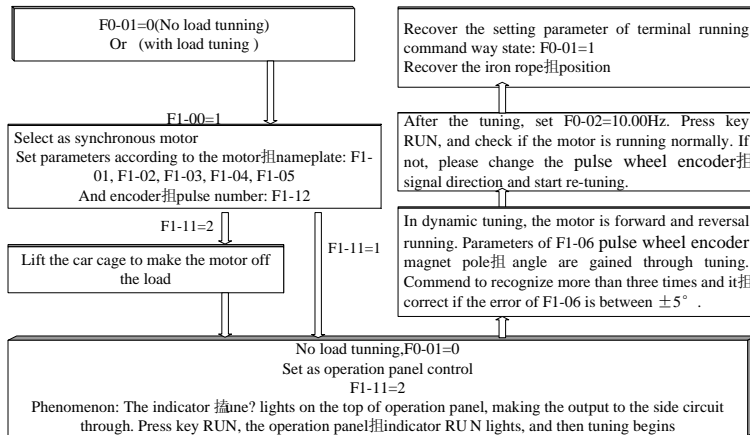 F0-01=0(No load tunning)
Or （with load tuning )
F1-00=1
Select as synchronous motor
Set parameters according to the motor抯nameplate: F1-
01, F1-02, F1-03, F1-04, F1-05
And encoder抯pulse number: F1-12
F1-11=2
F1-11=1
Lift the car cage to make the motor off
the load
No load tunning,F0-01=0
Set as operation panel control
F1-11=2
Phenomenon: The indicator 搕une? lights on the top of operation panel, making the output to the side circuit
through. Press key RUN, the operation panel抯indicator RUN lights, and then tuning begins
In dynamic tuning, the motor is forward and reversal
running. Parameters of F1-06 pulse wheel encoder
magnet pole抯 angle are gained through tuning.
Commend to recognize more than three times and it抯
correct if the error of F1-06 is between ±5°.
After the tuning, set F0-02=10.00Hz. Press key
RUN, and check if the motor is running normally. If
not, please change the pulse wheel encoder抯
signal direction and start re-tuning.
Recover the setting parameter of terminal running
command way state: F0-01=1
Recover the iron rope抯position